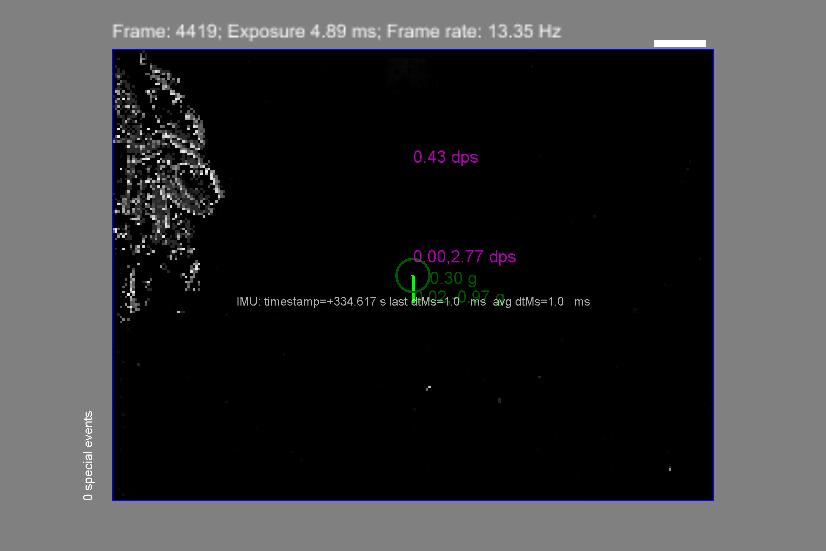 Frame: 4419; Exposure 4.89 ms; Frame rate: 13.35 Hz
0.43 dps
0.00,2.77 dps
0.30 g
0.97 g
IMU: timestamp=+334.617 s last dtMs=1.0 ms avg dtMs=1.0 ms
0 special events